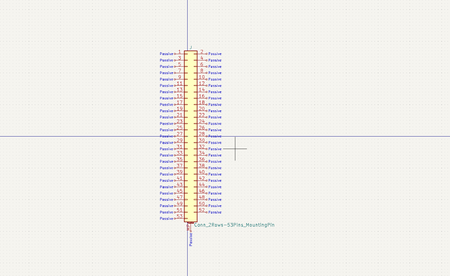 J
Passive 1 2 Passive
Passive 3 4 Passive
Passive 5 6 Passive
Passive 7 8 Passive
Passive 9 10 Passive
Passive 11 12 Passive
Passive 13 14 Passive
Passive 15 16 Passive
Passive 17 18 Passive
Passive 19 20 Passive
Passive 21 22 Passive
Passive 23 24 Passive
Passive 25 26 Passive
Passive 27 28 Passive
Passive 29 30 Passive
Passive 31 32 Passive
Passive 33 34 Passive
Passive 35 36 Passive
Passive 37 38 Passive
Passive 39 40 Passive
Passive 41 42 Passive
Passive 43 44 Passive
Passive 45 46 Passive
Passive 47 48 Passive
Passive 49 50 Passive
Passive 51 52 Passive
Passive 53
Conn_2Rows-53Pins_MountingPin
Passive